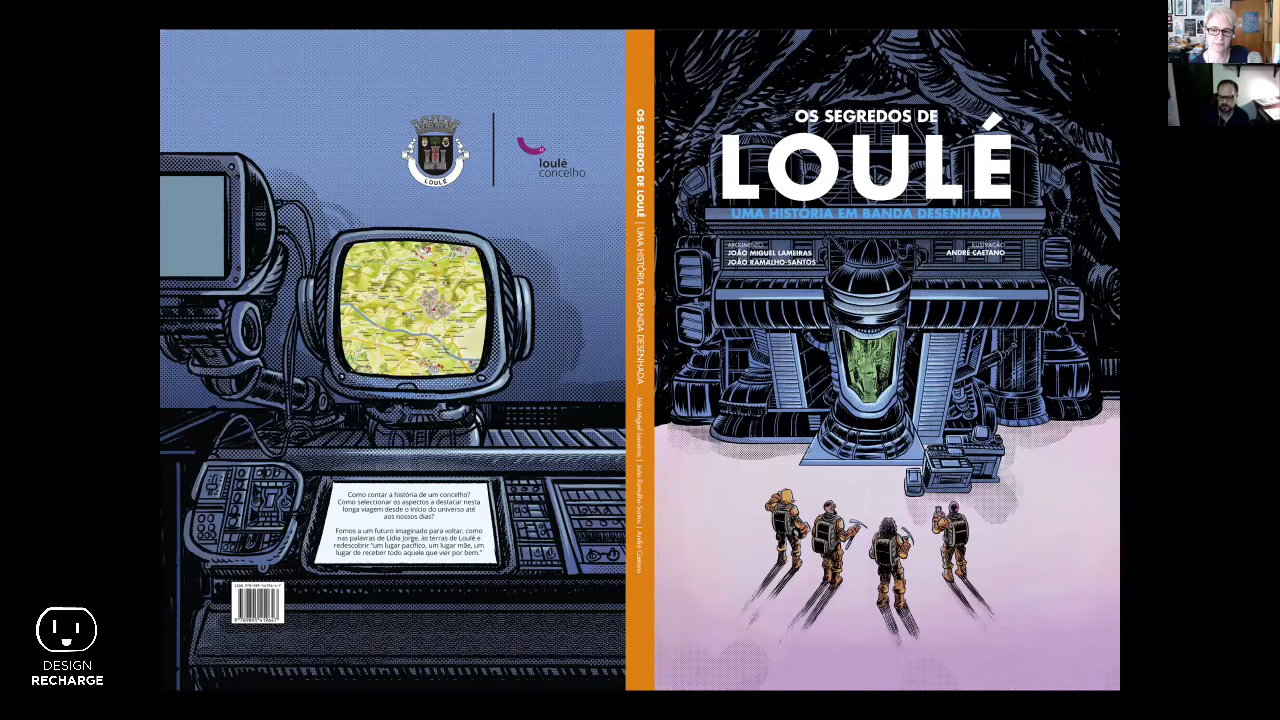 LOULÉ
loulé
concelho
Como contar a história de um concelho?
Como seleccionar os aspectos a destacar nesta
longa viagem desde o início do universo até
aos nossos dias?
Fomos a um futuro imaginado para voltar, como
nas palavras de Lídia Jorge, às terras de Loulé e
redescobrir “um lugar pacífico, um lugar mãe, um
lugar de receber todo aquele que vier por bem.”
OS SEGREDOS DE LOULÉ | UMA HISTÓRIA EM BANDA DESENHADA João Miguel Lameiras | João Ramalho-Santos | André Caetano
OS SEGREDOS DE
LOULÉ
UMA HISTÓRIA EM BANDA DESENHADA
ARGUMENTO
JOÃO MIGUEL LAMEIRAS
JOÃO RAMALHO-SANTOS
ILUSTRAÇÃO
ANDRÉ CAETANO
DESIGN
RECHARGE